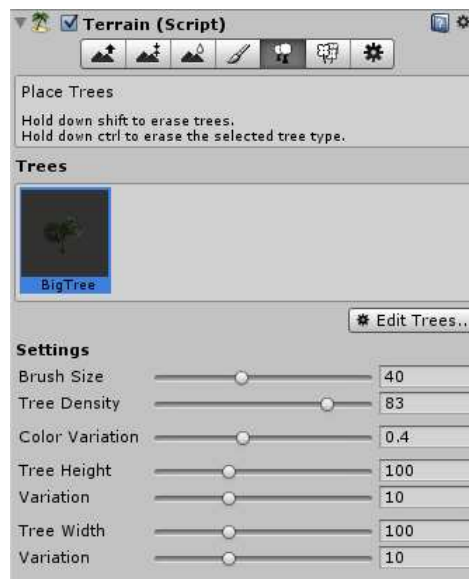 Terrain (Script)
Place Trees
Hold down shift to erase trees.
Hold down ctrl to erase the selected tree type.
Trees
BigTree
Edit Trees..
Settings
Brush Size 40
Tree Density 83
Color Variation 0.4
Tree Height 100
Variation 10
Tree Width 100
Variation 10